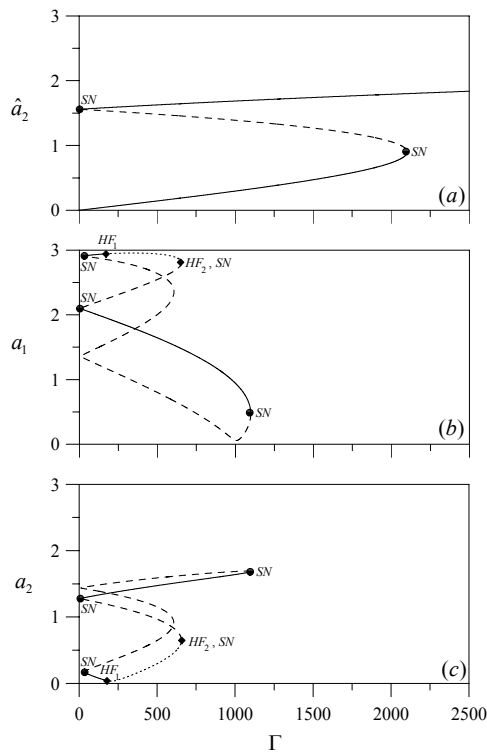 3
SN
2
â₂
1
SN
0
(a)
3
HF₁
SN
HF₂ , SN
2
SN
a₁
1
SN
0
(b)
3
2
SN
a₂
1
SN
HF₂ , SN
SN
HF₁
0
(c)
0 500 1000 1500 2000 2500
Γ